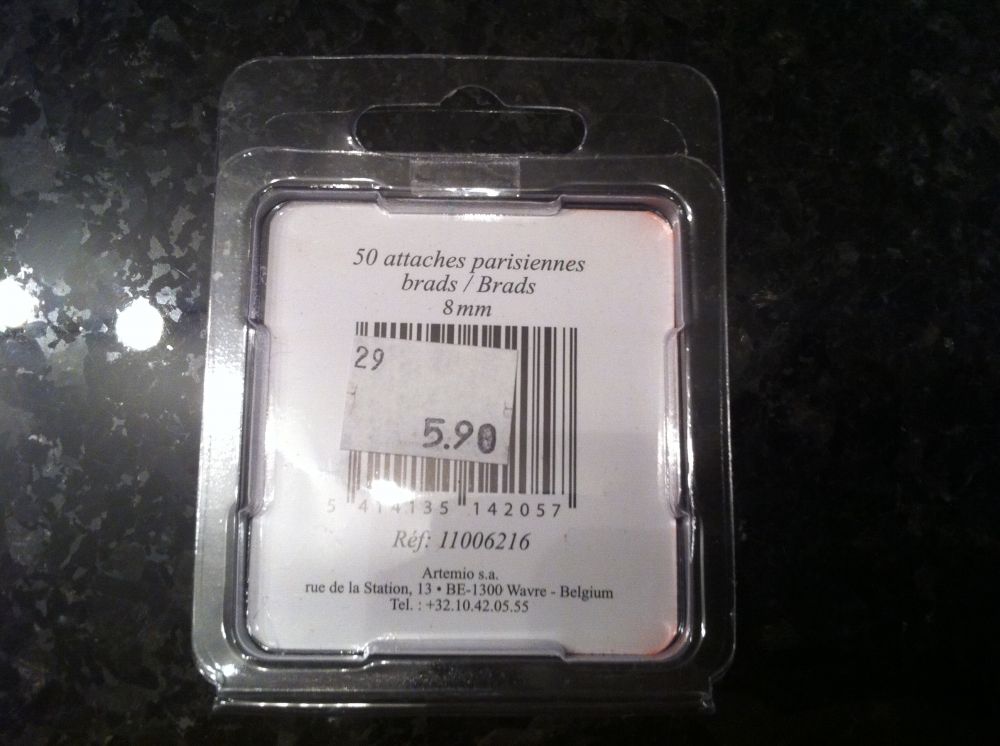 50 attaches parisiennes
brads / Brads
8mm
29
5.90
5 414135 142057
Réf: 11006216
Artemio s.a.
rue de la Station, 13 • BE-1300 Wavre - Belgium
Tel. : +32.10.42.05.55